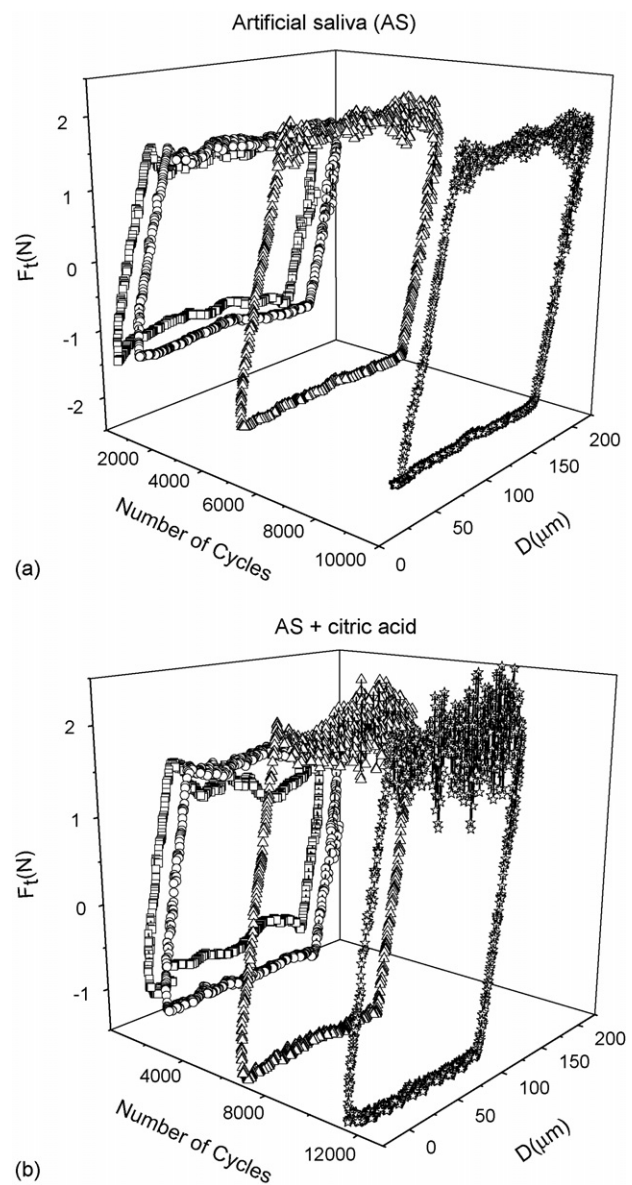 Artificial saliva (AS)
2
1
0
-1
-2
Ft(N)
2000
4000
6000
8000
10000
Number of Cycles
0
50
100
150
200
D(μm)
(a)
AS + citric acid
2
1
0
-1
Ft(N)
4000
8000
12000
Number of Cycles
0
50
100
150
200
D(μm)
(b)